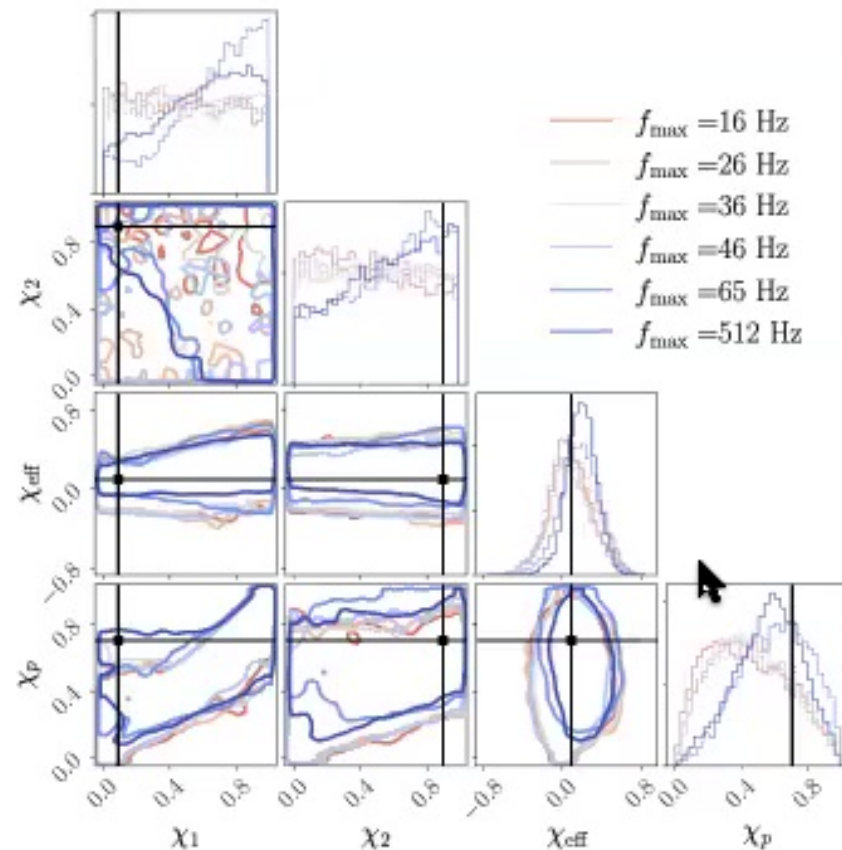 f_max =16 Hz
f_max =26 Hz
f_max =36 Hz
f_max =46 Hz
f_max =65 Hz
f_max =512 Hz
χ2
0.8
0.4
0.0
χeff
0.8
0.0
−0.8
χp
0.8
0.4
0.0
0.0 0.4 0.8 0.0 0.4 0.8 −0.8 0.0 0.8 0.0 0.4 0.8
χ1 χ2 χeff χp